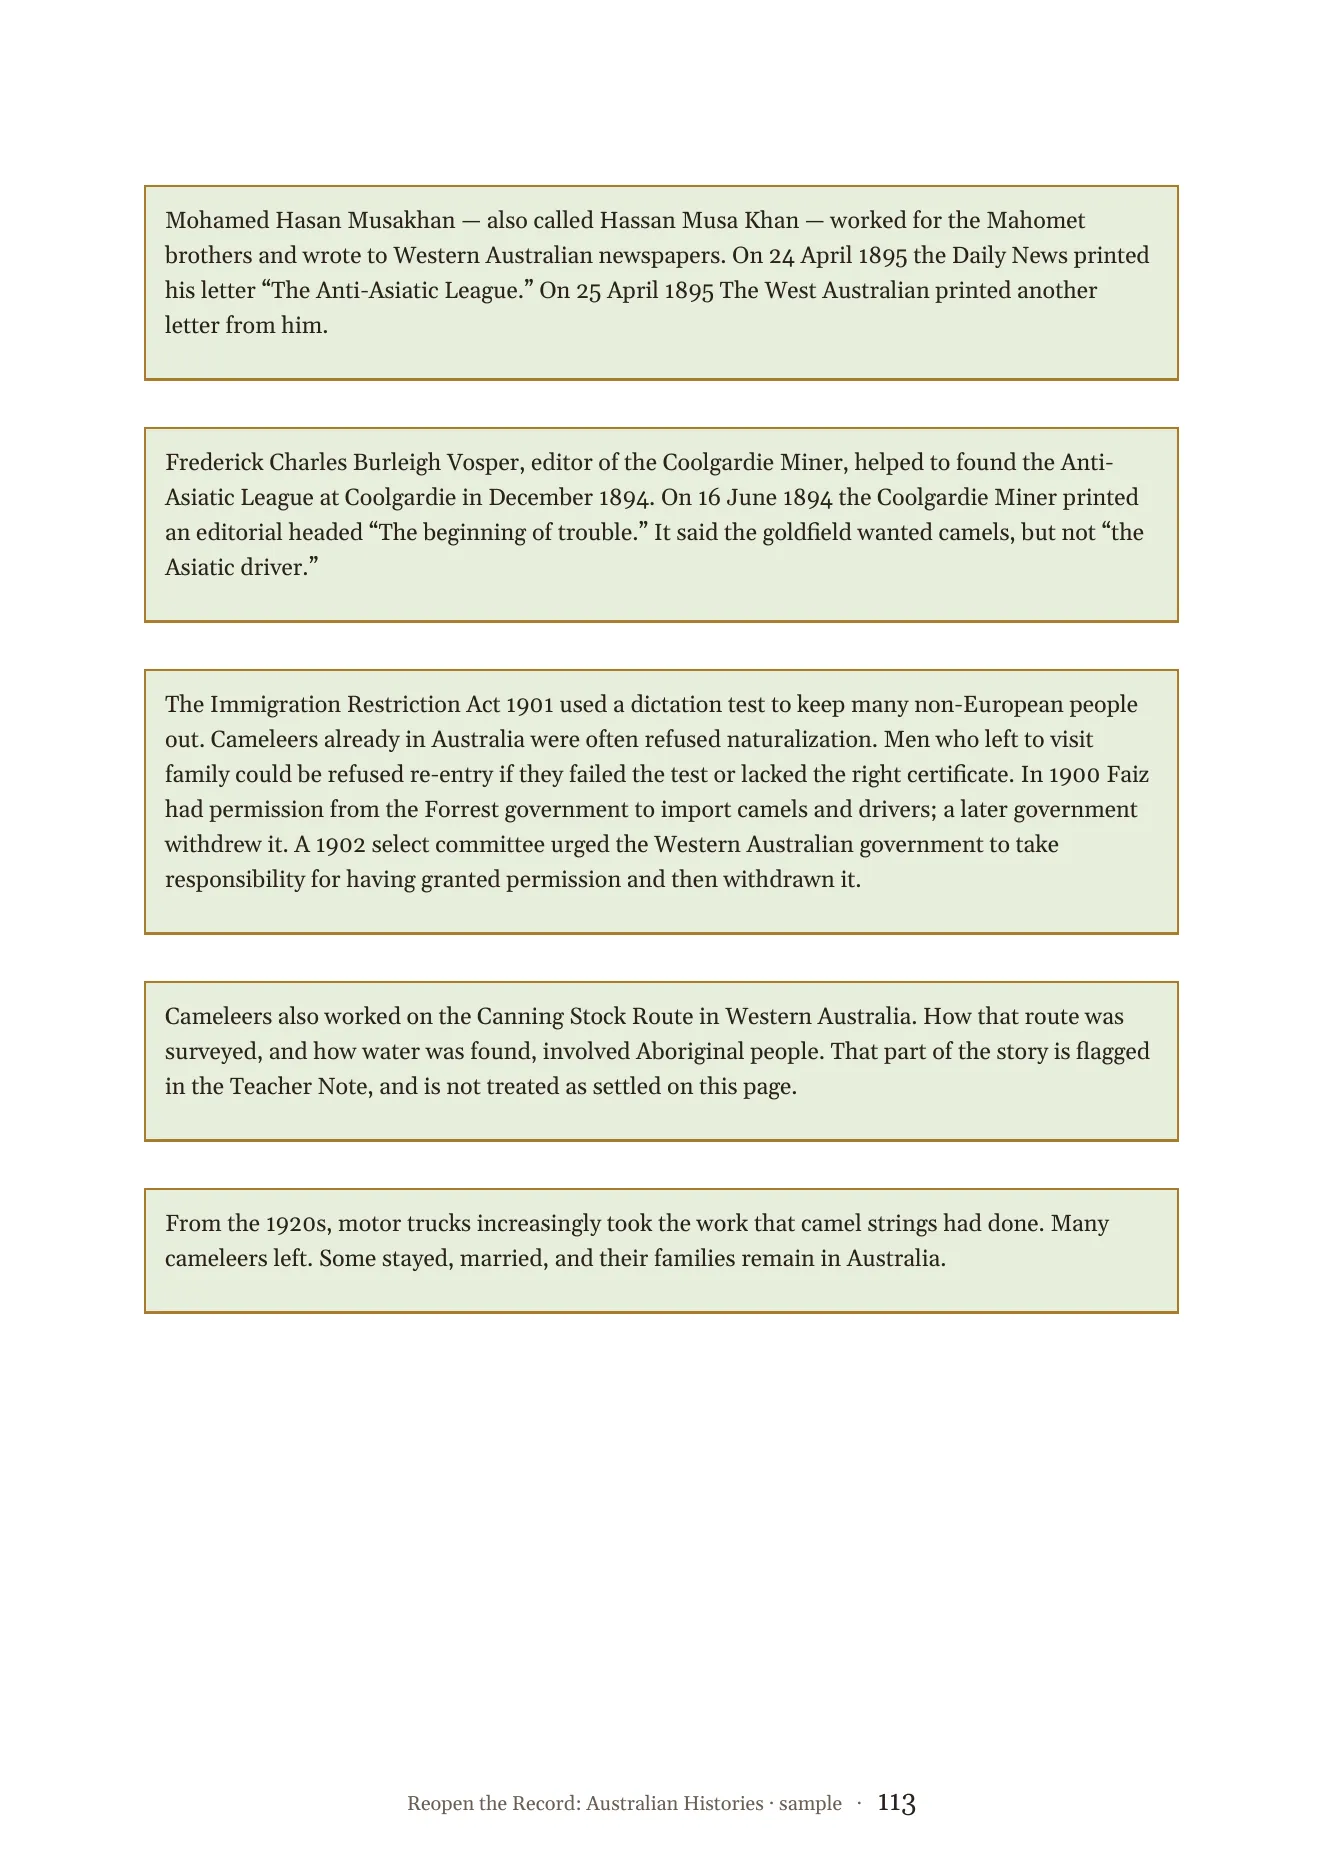 Mohamed Hasan Musakhan — also called Hassan Musa Khan — worked for the Mahomet
brothers and wrote to Western Australian newspapers. On 24 April 1895 the Daily News printed
his letter “The Anti-Asiatic League.” On 25 April 1895 The West Australian printed another
letter from him.
Frederick Charles Burleigh Vosper, editor of the Coolgardie Miner, helped to found the Anti-
Asiatic League at Coolgardie in December 1894. On 16 June 1894 the Coolgardie Miner printed
an editorial headed “The beginning of trouble.” It said the goldfield wanted camels, but not “the
Asiatic driver.”
The Immigration Restriction Act 1901 used a dictation test to keep many non-European people
out. Cameleers already in Australia were often refused naturalization. Men who left to visit
family could be refused re-entry if they failed the test or lacked the right certificate. In 1900 Faiz
had permission from the Forrest government to import camels and drivers; a later government
withdrew it. A 1902 select committee urged the Western Australian government to take
responsibility for having granted permission and then withdrawn it.
Cameleers also worked on the Canning Stock Route in Western Australia. How that route was
surveyed, and how water was found, involved Aboriginal people. That part of the story is flagged
in the Teacher Note, and is not treated as settled on this page.
From the 1920s, motor trucks increasingly took the work that camel strings had done. Many
cameleers left. Some stayed, married, and their families remain in Australia.
Reopen the Record: Australian Histories · sample · 113